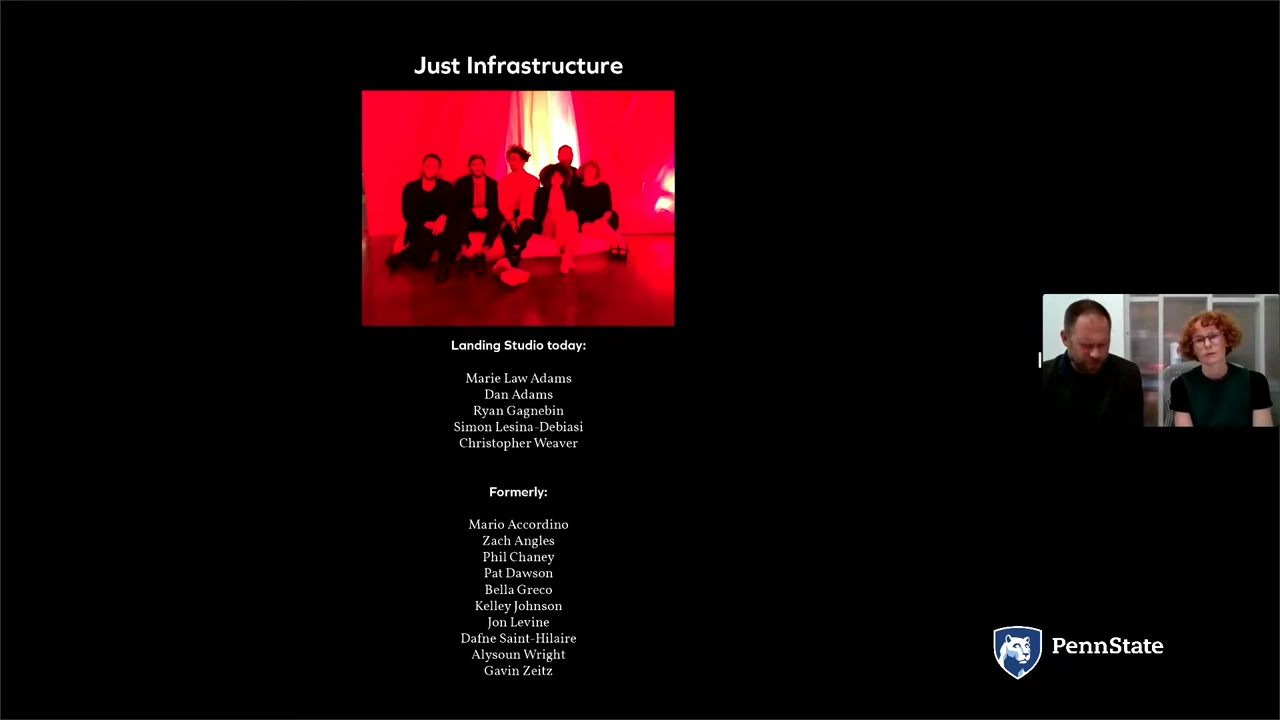 Just Infrastructure
Landing Studio today:
Marie Law Adams
Dan Adams
Ryan Gagnebin
Simon Lesina-Debiasi
Christopher Weaver
Formerly:
Mario Accordino
Zach Angles
Phil Chaney
Pat Dawson
Bella Greco
Kelley Johnson
Jon Levine
Dafne Saint-Hilaire
Alysoun Wright
Gavin Zeitz
PennState